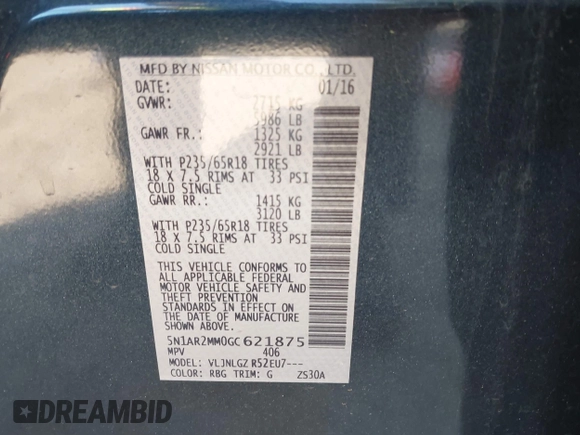 MFD BY NISSAN MOTOR CO., LTD.
DATE: 01/16
GVWR: 2715 KG
5986 LB
GAWR FR.: 1325 KG
2921 LB
WITH P235/65R18 TIRES
18 X 7.5 RIMS AT 33 PSI
COLD SINGLE
GAWR RR.: 1415 KG
3120 LB
WITH P235/65R18 TIRES
18 X 7.5 RIMS AT 33 PSI
COLD SINGLE
THIS VEHICLE CONFORMS TO
ALL APPLICABLE FEDERAL
MOTOR VEHICLE SAFETY AND
THEFT PREVENTION
STANDARDS IN EFFECT ON
THE DATE OF MANUFACTURE
SHOWN ABOVE.
5N1AR2MM0GC621875
MPV 406
MODEL: VLJNLGZ R52EU7---
COLOR: RBG TRIM: G ZS30A
DREAMBID